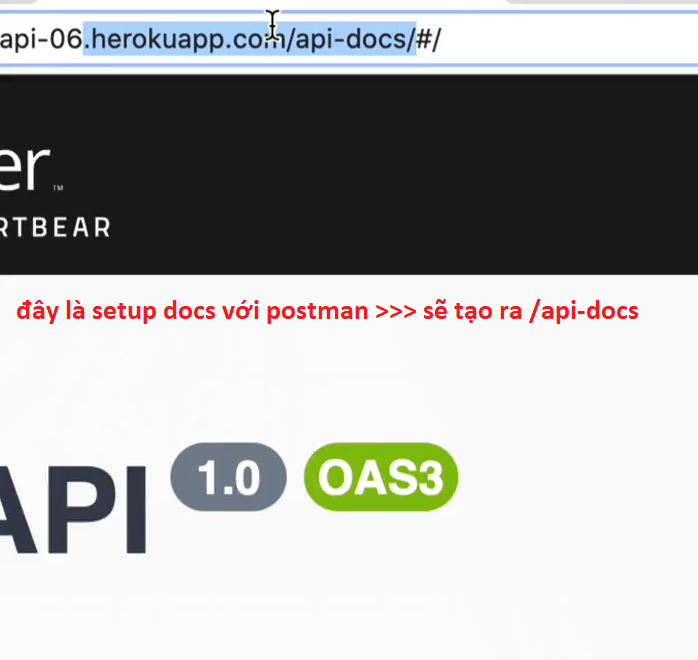 api-06.herokuapp.com/api-docs/#/
er™
RTBEAR
đây là setup docs với postman >>> sẽ tạo ra /api-docs
API 1.0 OAS3